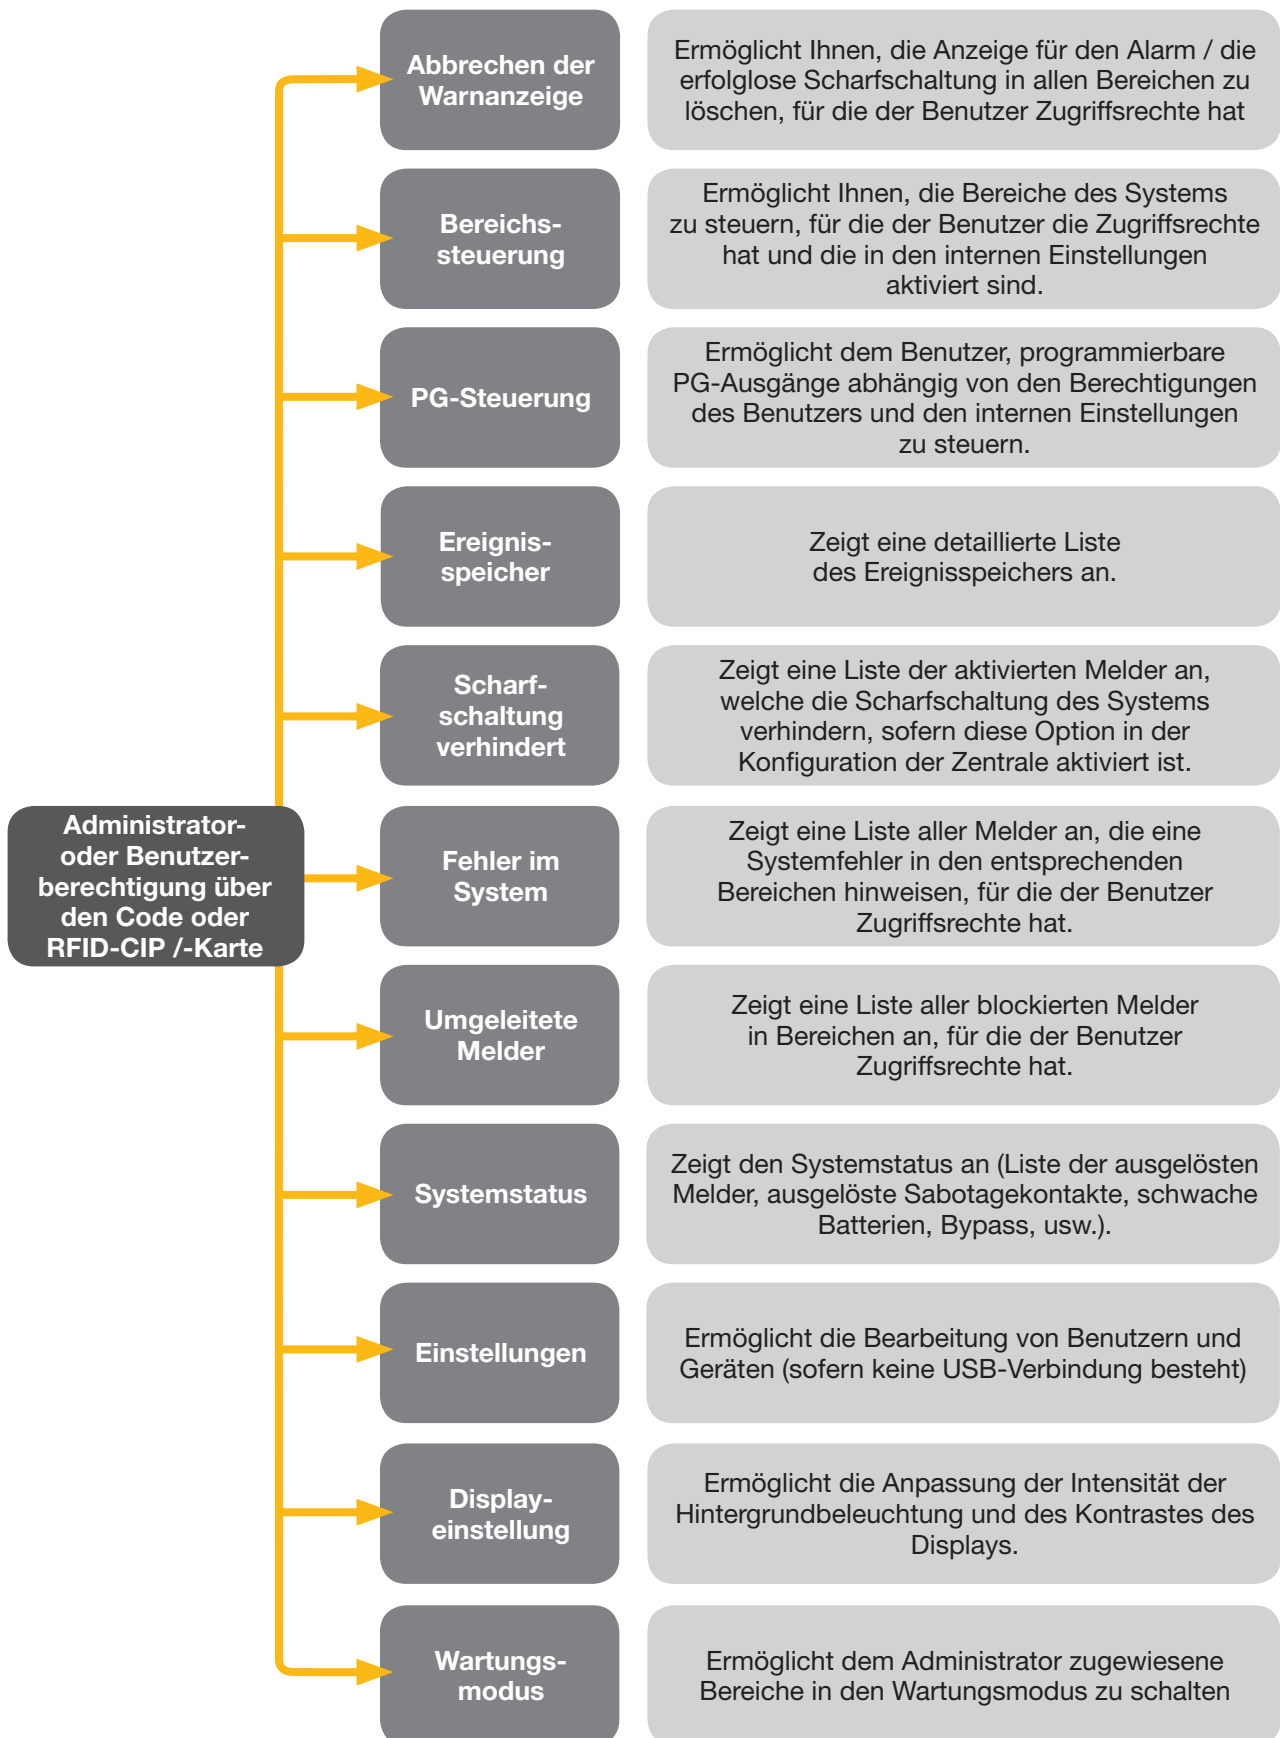 Abbrechen der
Warnanzeige
Ermöglicht Ihnen, die Anzeige für den Alarm / die
erfolglose Scharfschaltung in allen Bereichen zu
löschen, für die der Benutzer Zugriffsrechte hat
Bereichs-
steuerung
Ermöglicht Ihnen, die Bereiche des Systems
zu steuern, für die der Benutzer die Zugriffsrechte
hat und die in den internen Einstellungen
aktiviert sind.
PG-Steuerung
Ermöglicht dem Benutzer, programmierbare
PG-Ausgänge abhängig von den Berechtigungen
des Benutzers und den internen Einstellungen
zu steuern.
Ereignis-
speicher
Zeigt eine detaillierte Liste
des Ereignisspeichers an.
Scharf-
schaltung
verhindert
Zeigt eine Liste der aktivierten Melder an,
welche die Scharfschaltung des Systems
verhindern, sofern diese Option in der
Konfiguration der Zentrale aktiviert ist.
Administrator-
oder Benutzer-
berechtigung über
den Code oder
RFID-CIP /-Karte
Fehler im
System
Zeigt eine Liste aller Melder an, die eine
Systemfehler in den entsprechenden
Bereichen hinweisen, für die der Benutzer
Zugriffsrechte hat.
Umgeleitete
Melder
Zeigt eine Liste aller blockierten Melder
in Bereichen an, für die der Benutzer
Zugriffsrechte hat.
Systemstatus
Zeigt den Systemstatus an (Liste der ausgelösten
Melder, ausgelöste Sabotagekontakte, schwache
Batterien, Bypass, usw.).
Einstellungen
Ermöglicht die Bearbeitung von Benutzern und
Geräten (sofern keine USB-Verbindung besteht)
Display-
einstellung
Ermöglicht die Anpassung der Intensität der
Hintergrundbeleuchtung und des Kontrastes des
Displays.
Wartungs-
modus
Ermöglicht dem Administrator zugewiesene
Bereiche in den Wartungsmodus zu schalten